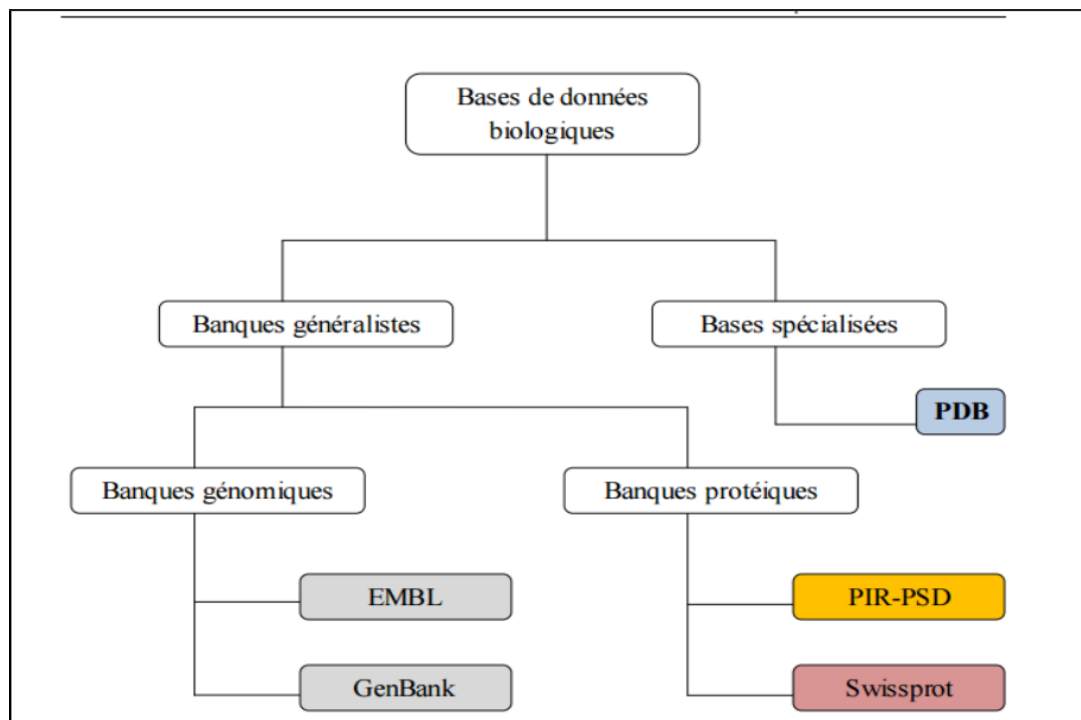 Bases de données
biologiques
Banques généralistes
Bases spécialisées
PDB
Banques génomiques
Banques protéiques
EMBL
PIR-PSD
GenBank
Swissprot